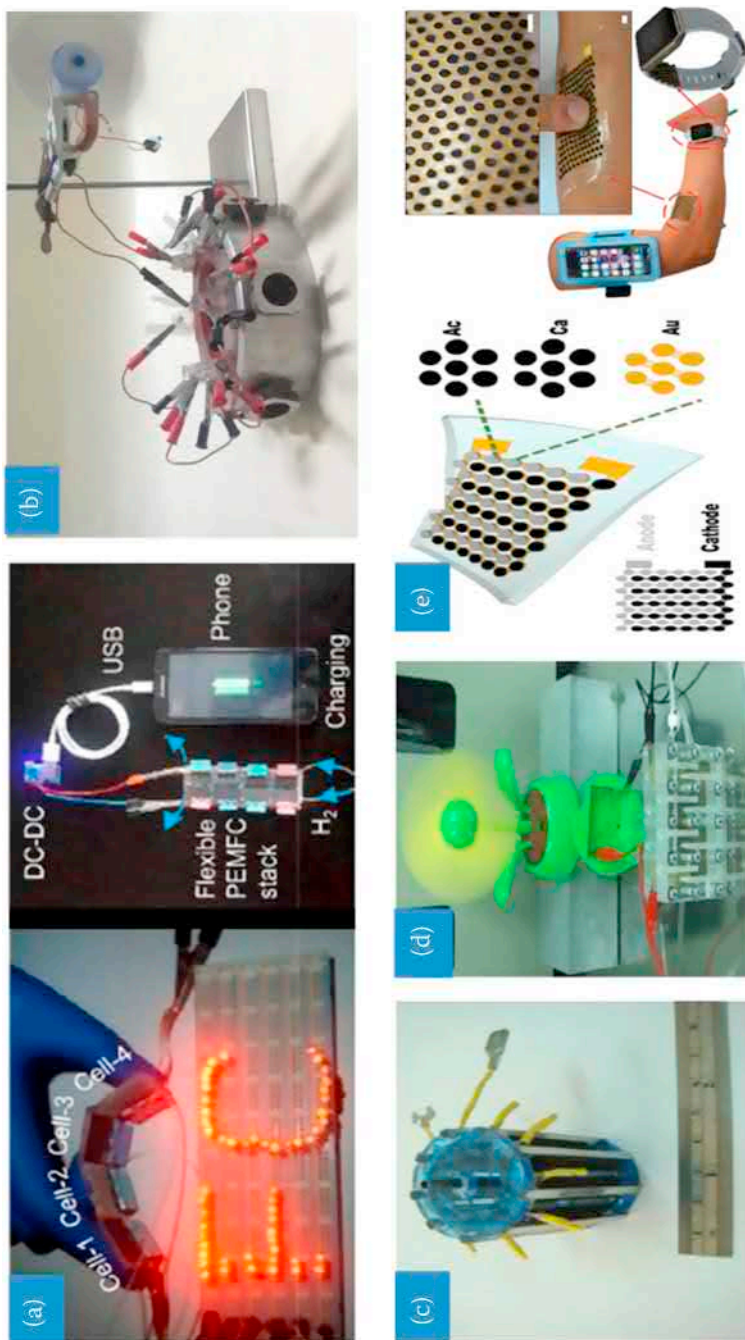 (a)
Cell-1
Cell-2
Cell-3
Cell-4
FC
DC-DC
USB
Flexible
PEMFC
stack
Phone
H2
Charging
(b)
(c)
(d)
(e)
Anode
Cathode
Ac
Ca
Au